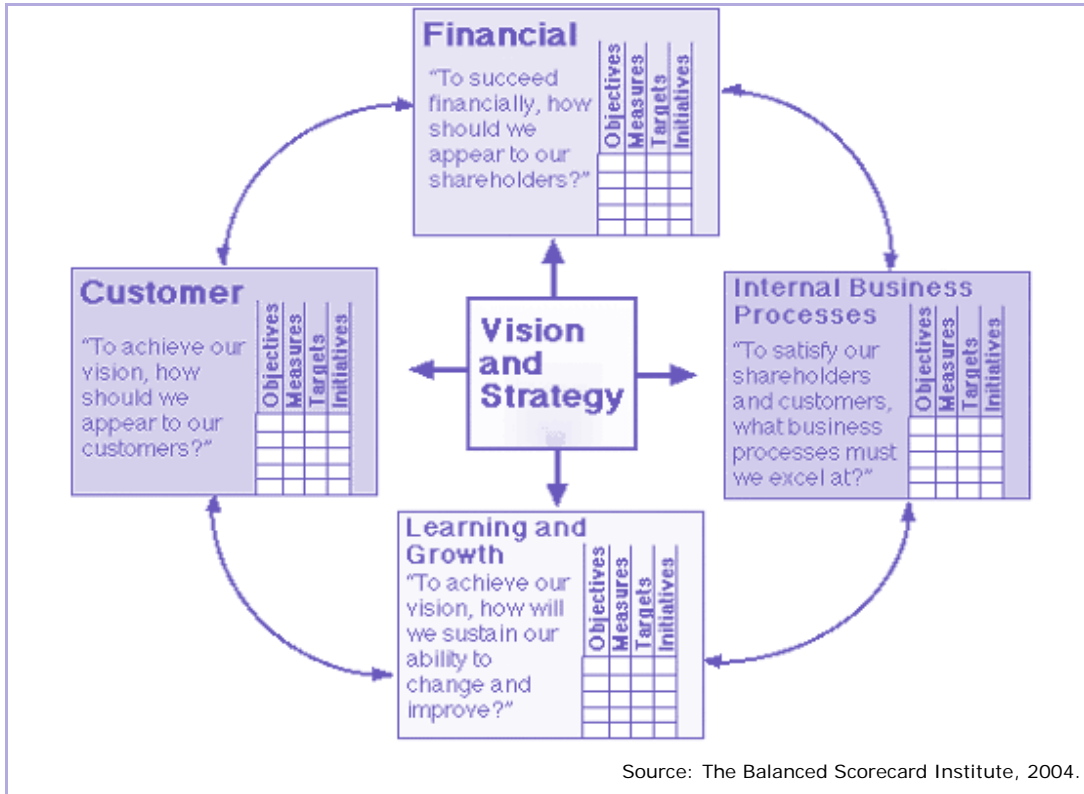 Financial
“To succeed
financially, how
should we
appear to our
shareholders?”
Objectives
Measures
Targets
Initiatives
Customer
“To achieve our
vision, how
should we
appear to our
customers?”
Objectives
Measures
Targets
Initiatives
Vision
and
Strategy
Internal Business
Processes
“To satisfy our
shareholders
and customers,
what business
processes must
we excel at?”
Objectives
Measures
Targets
Initiatives
Learning and
Growth
“To achieve our
vision, how will
we sustain our
ability to
change and
improve?”
Objectives
Measures
Targets
Initiatives
Source: The Balanced Scorecard Institute, 2004.